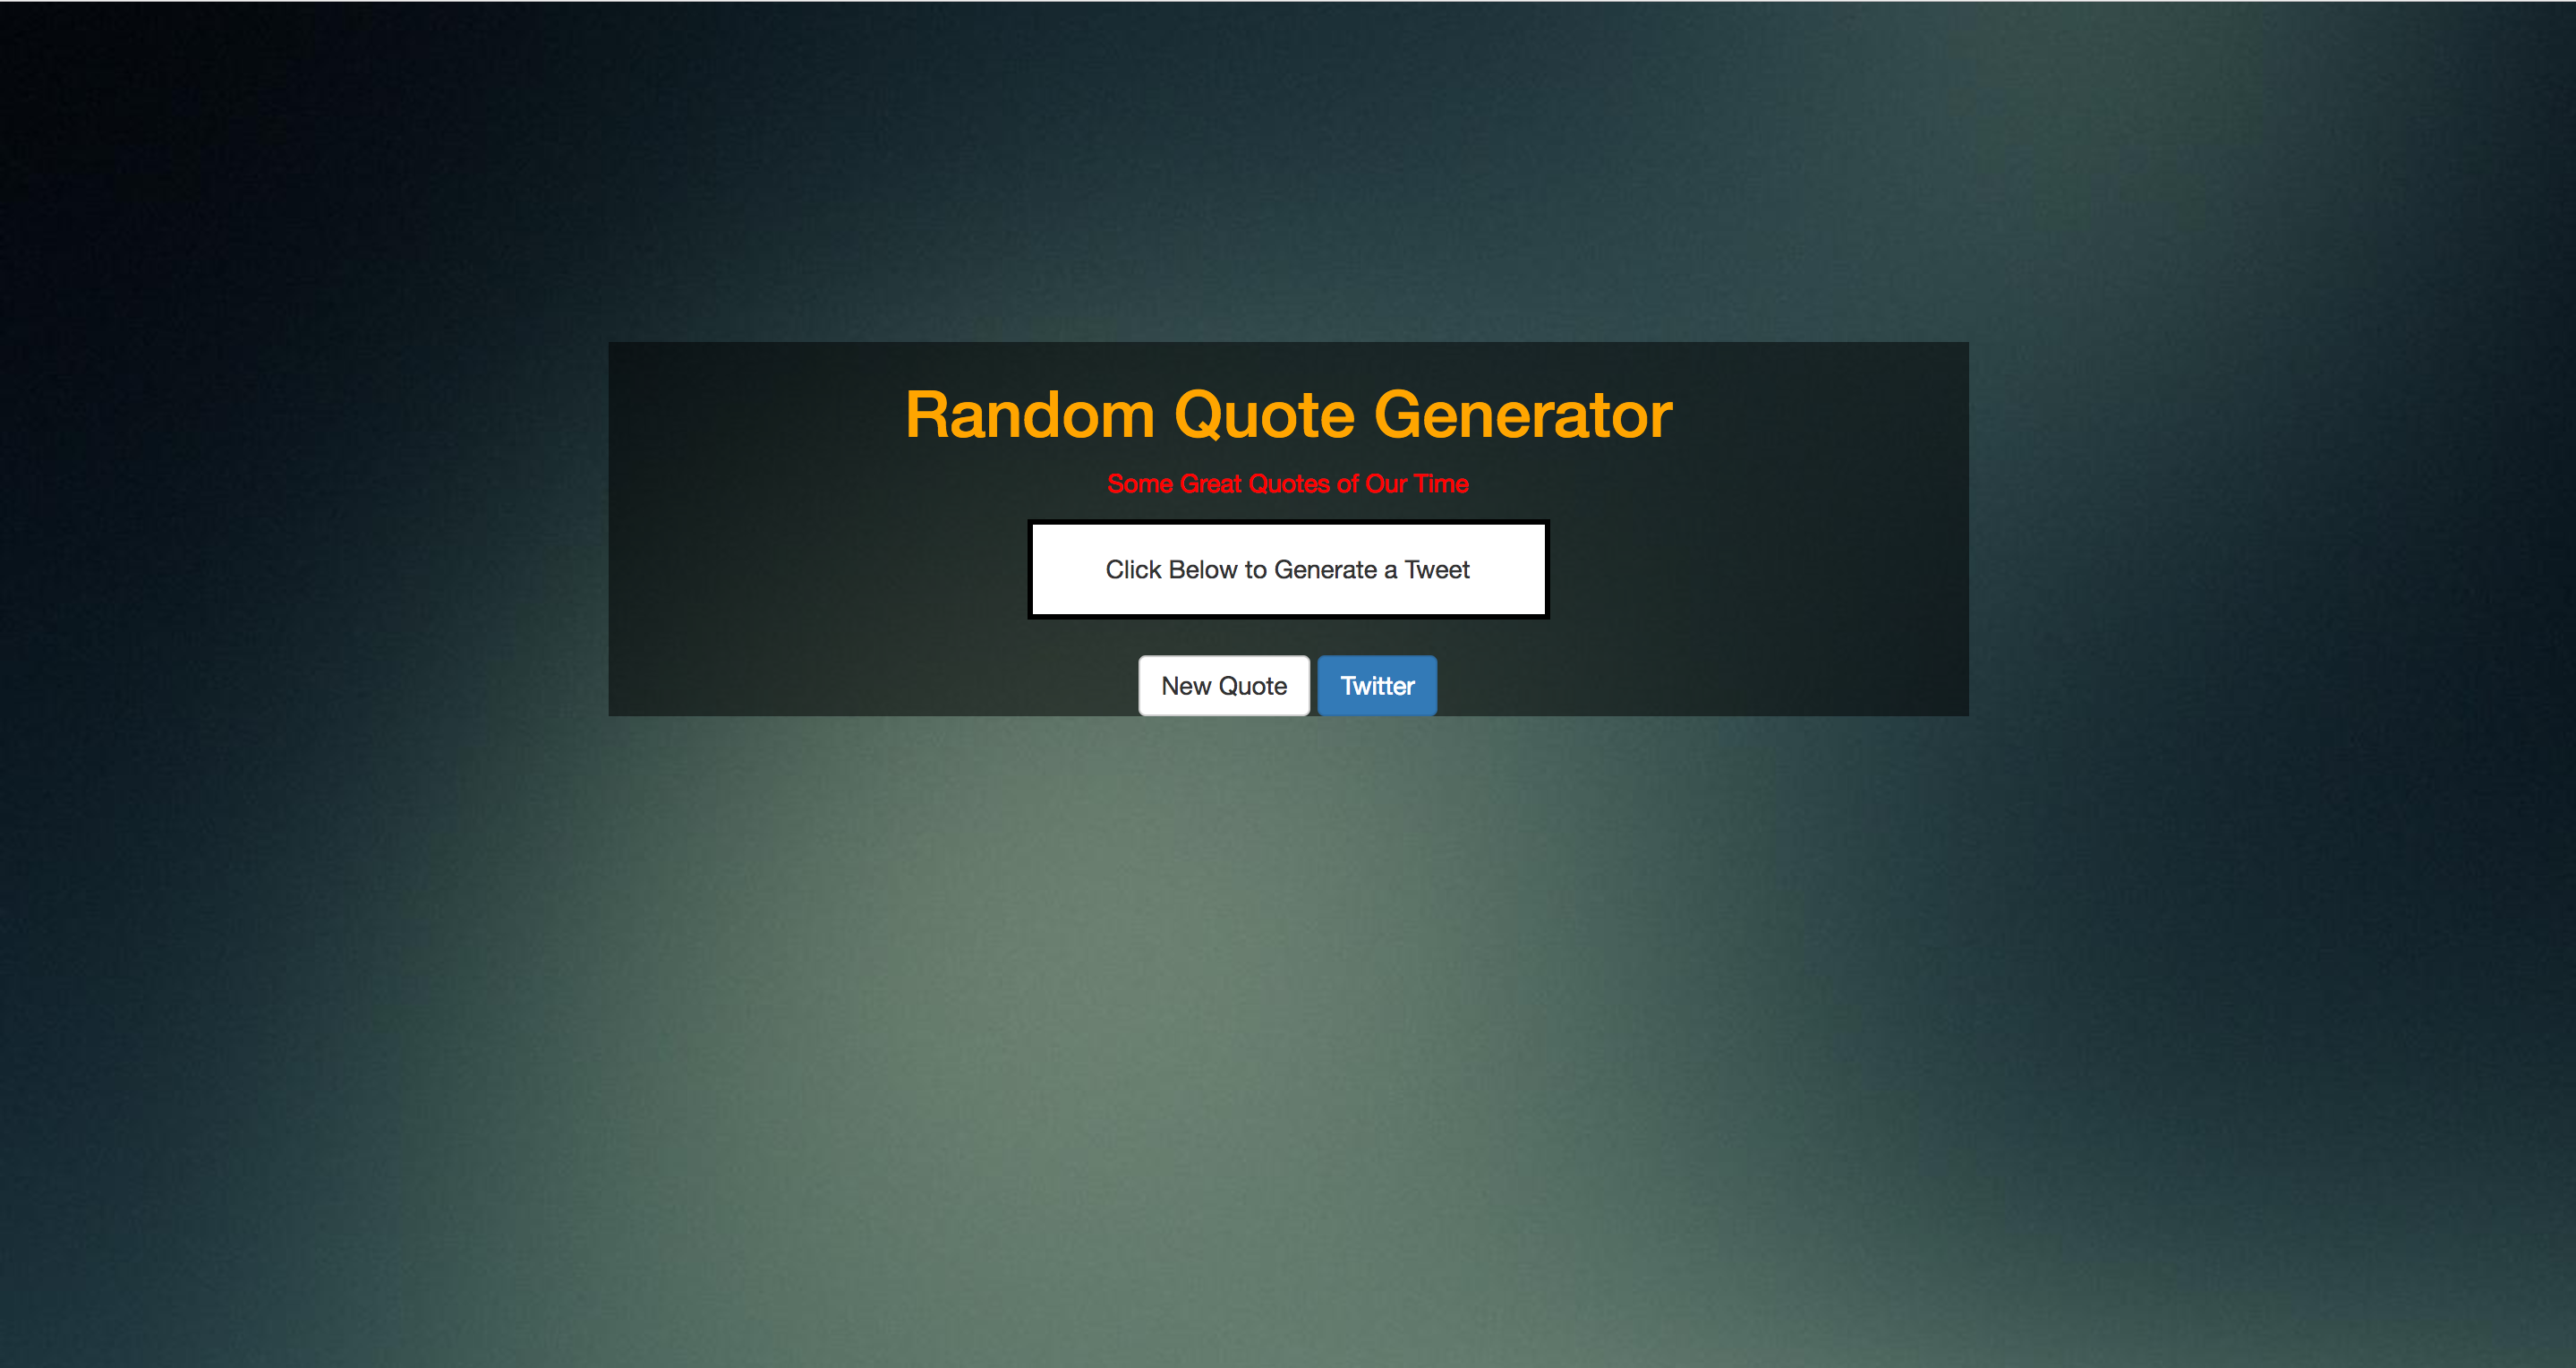 Random Quote Generator
Some Great Quotes of Our Time
Click Below to Generate a Tweet
New Quote Twitter